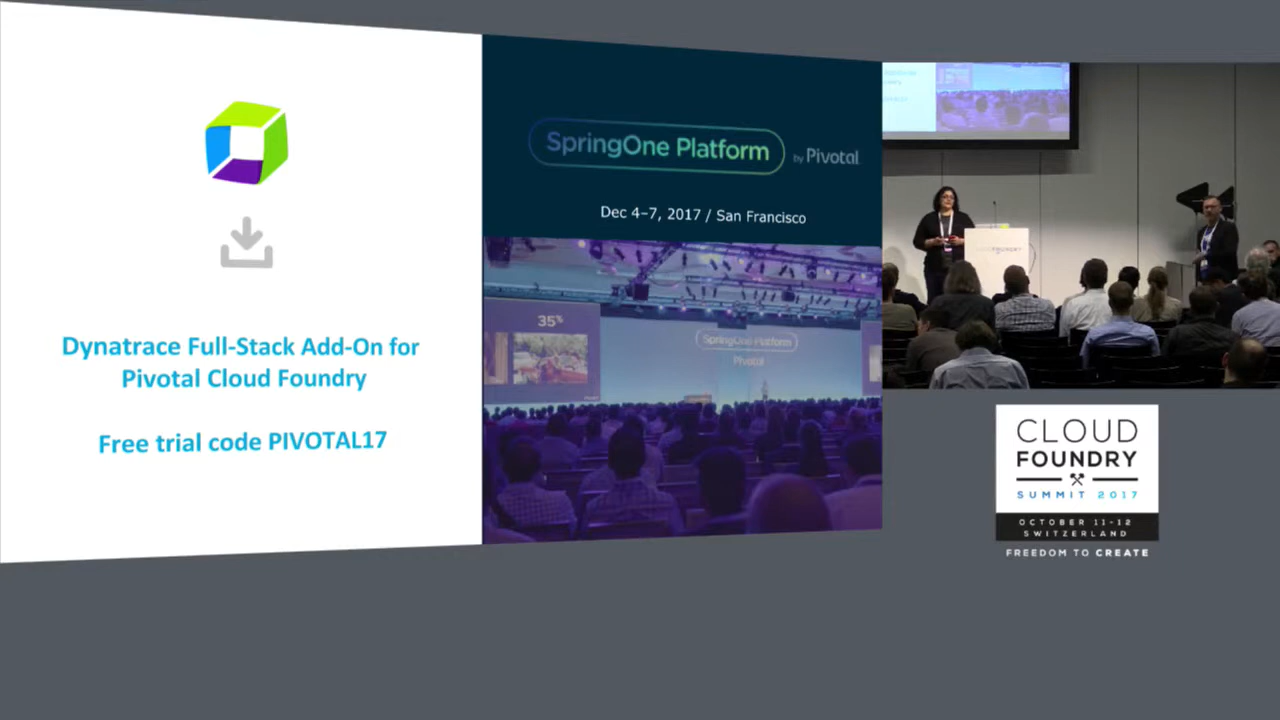 Dynatrace Full-Stack Add-On for
Pivotal Cloud Foundry
Free trial code PIVOTAL17
SpringOne Platform
by Pivotal
Dec 4–7, 2017 / San Francisco
35%
SpringOne Platform
Pivotal
CLOUD FOUNDRY
CLOUD
FOUNDRY
SUMMIT 2017
OCTOBER 11-12
SWITZERLAND
FREEDOM TO CREATE